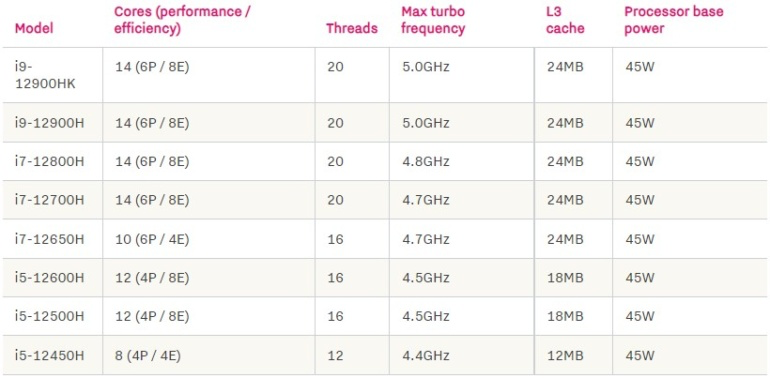 Model Cores (performance / efficiency) Threads Max turbo frequency L3 cache Processor base power
i9-12900HK 14 (6P / 8E) 20 5.0GHz 24MB 45W
i9-12900H 14 (6P / 8E) 20 5.0GHz 24MB 45W
i7-12800H 14 (6P / 8E) 20 4.8GHz 24MB 45W
i7-12700H 14 (6P / 8E) 20 4.7GHz 24MB 45W
i7-12650H 10 (6P / 4E) 16 4.7GHz 24MB 45W
i5-12600H 12 (4P / 8E) 16 4.5GHz 18MB 45W
i5-12500H 12 (4P / 8E) 16 4.5GHz 18MB 45W
i5-12450H 8 (4P / 4E) 12 4.4GHz 12MB 45W